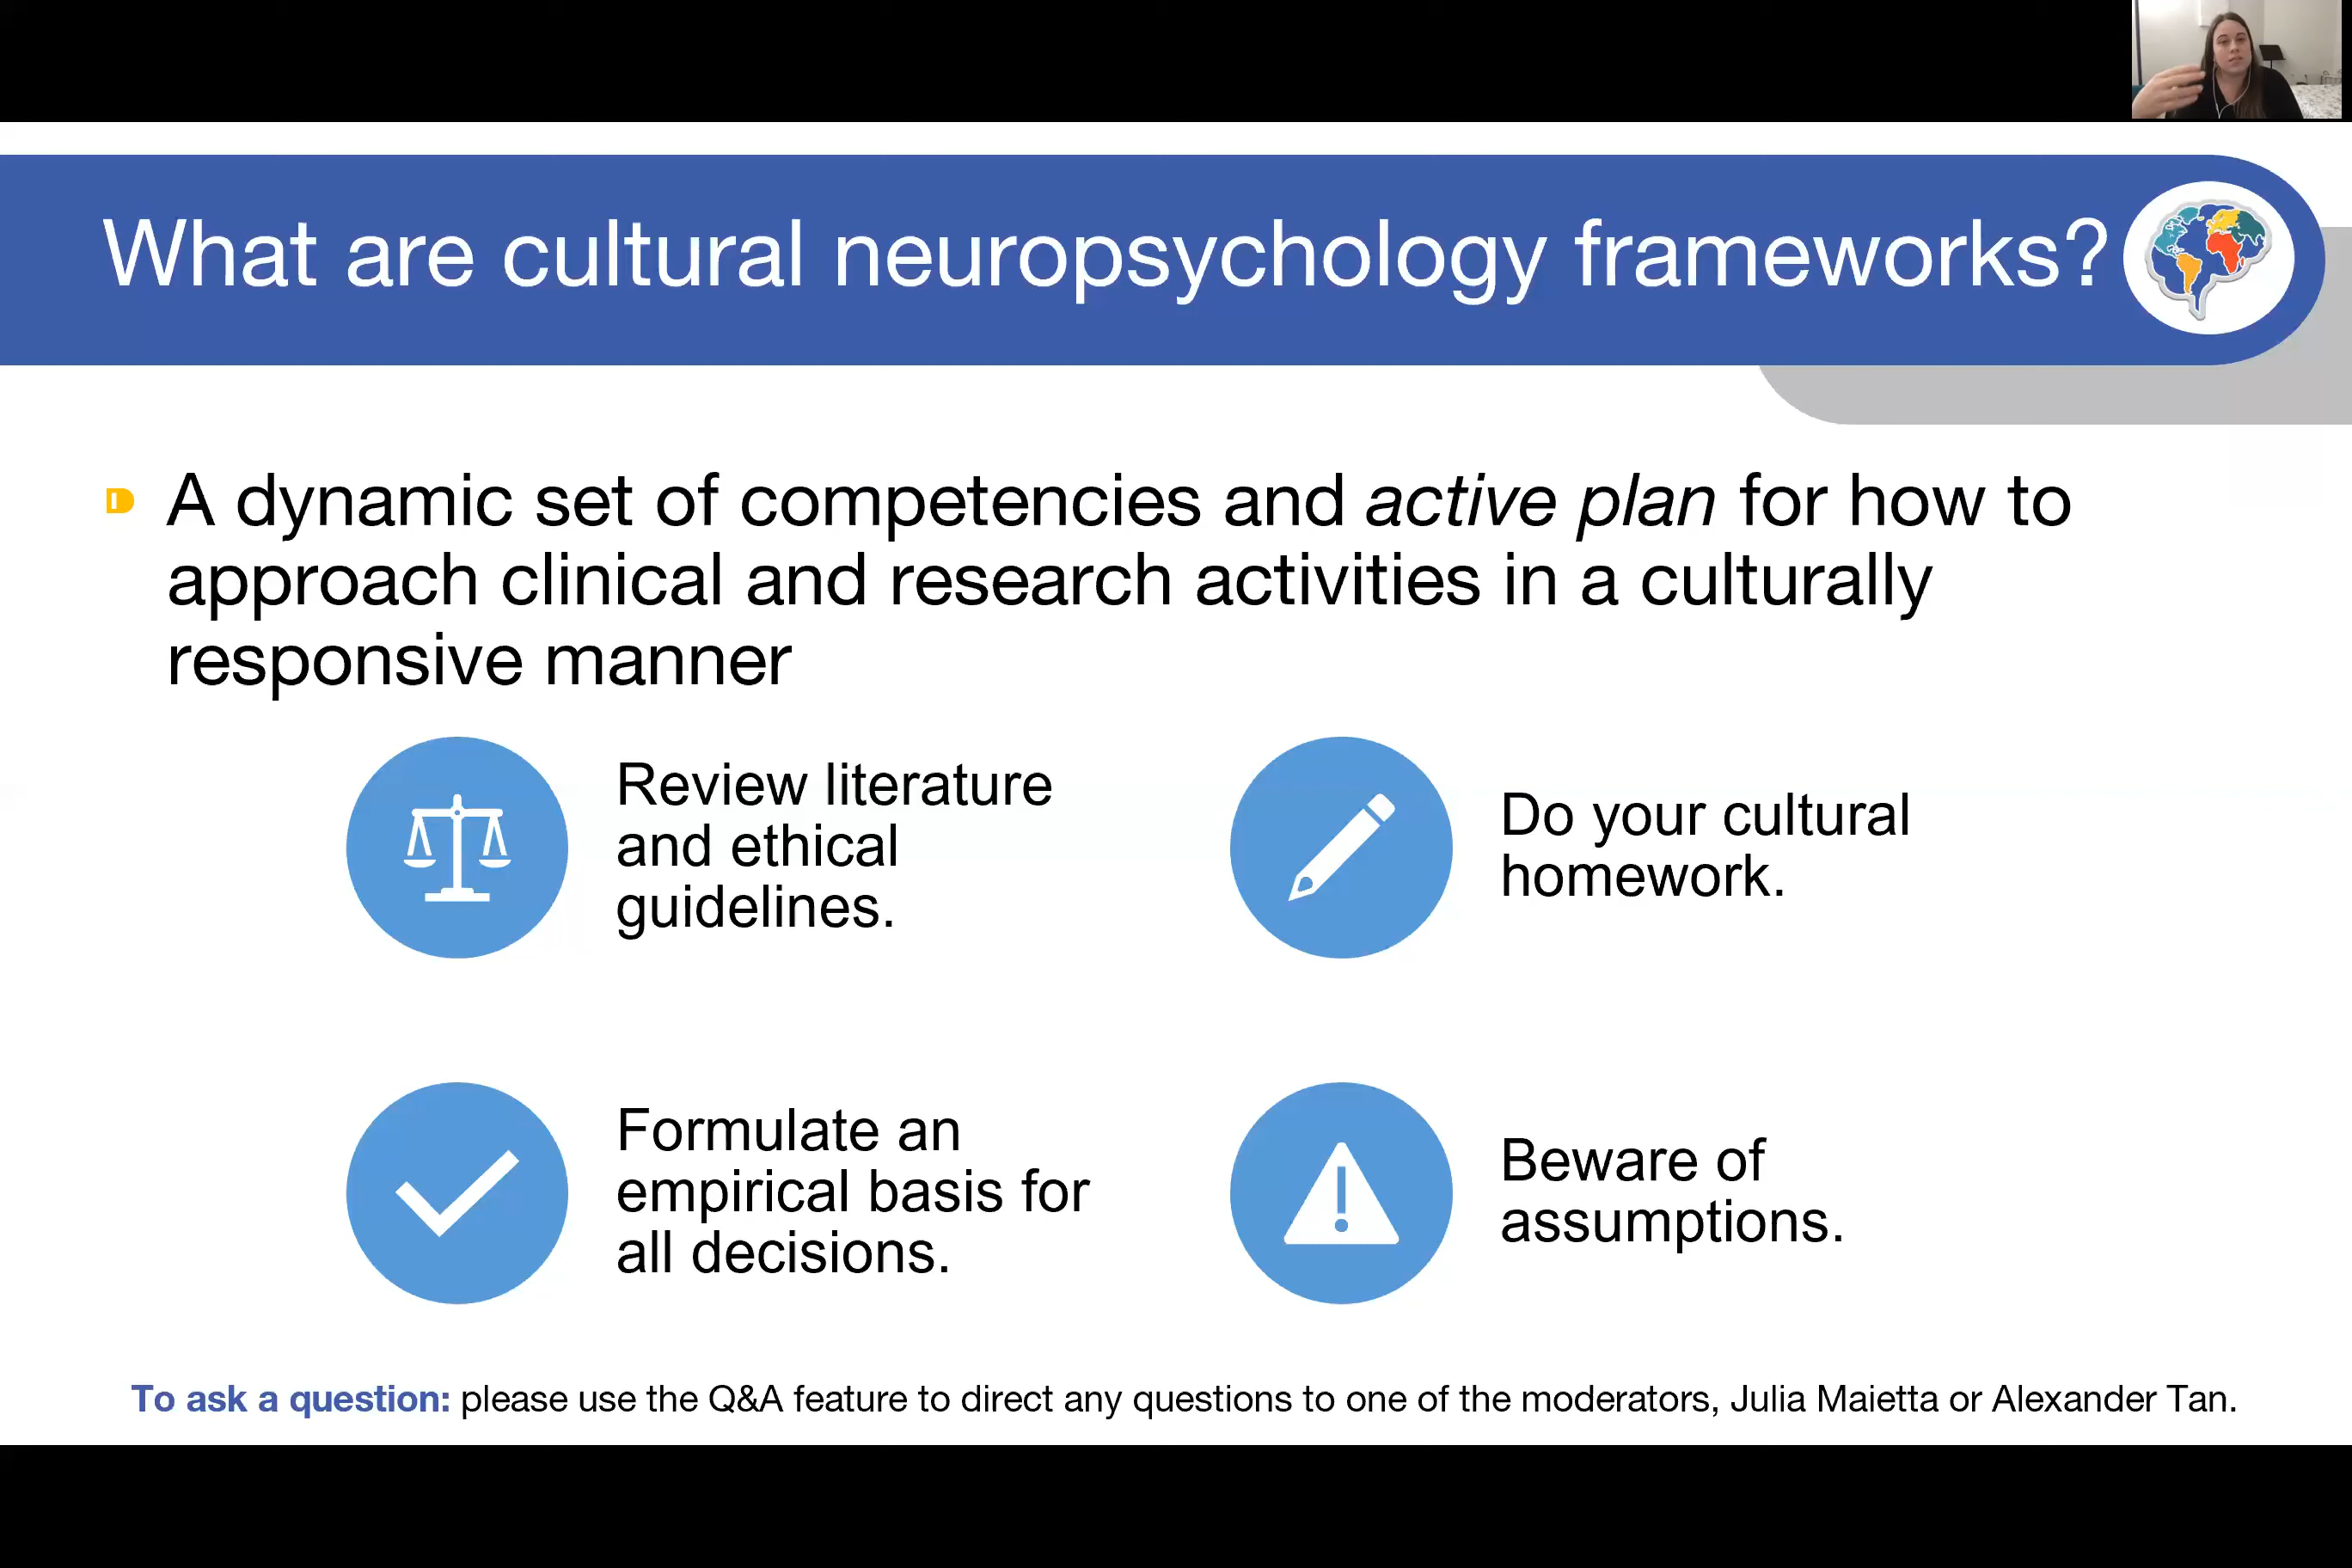 What are cultural neuropsychology frameworks?
A dynamic set of competencies and active plan for how to
approach clinical and research activities in a culturally
responsive manner
Review literature
and ethical
guidelines.
Do your cultural
homework.
Formulate an
empirical basis for
all decisions.
Beware of
assumptions.
To ask a question: please use the Q&A feature to direct any questions to one of the moderators, Julia Maietta or Alexander Tan.